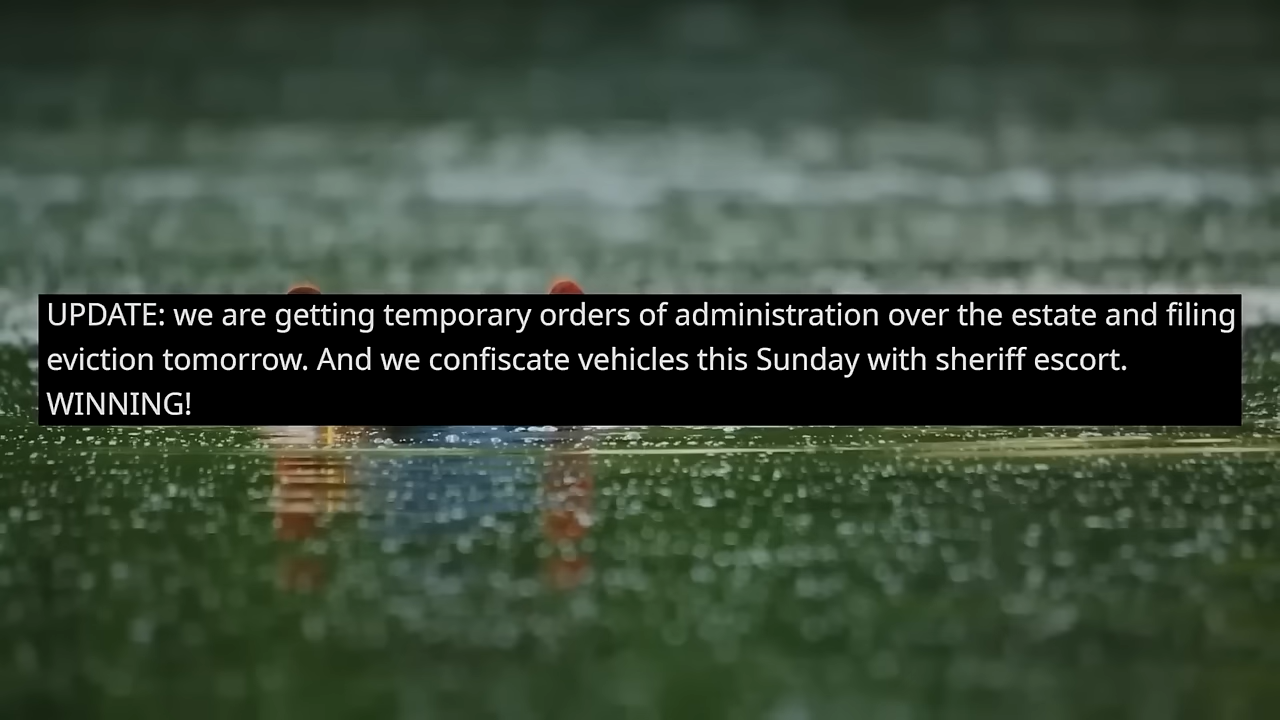 UPDATE: we are getting temporary orders of administration over the estate and filing
eviction tomorrow. And we confiscate vehicles this Sunday with sheriff escort.
WINNING!